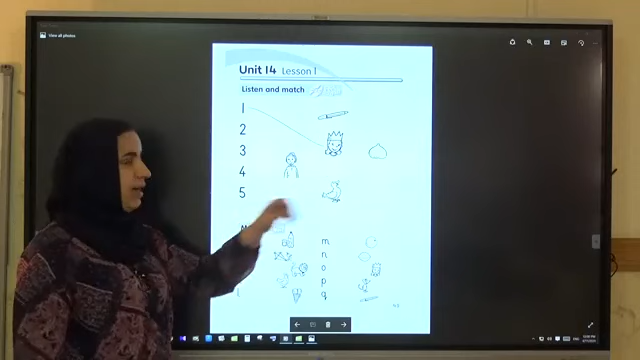 View all photos
Unit 14 Lesson 1
Listen and match
1
2
3
4
5
m
n
o
p
q